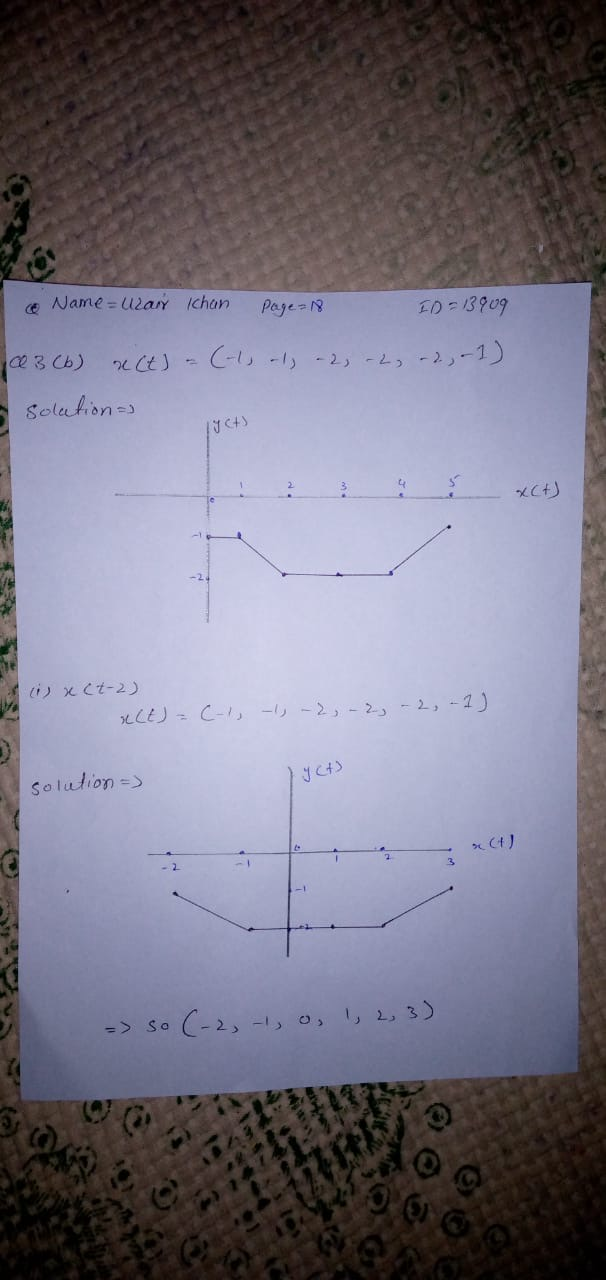 Name = Uzair Khan Page = 18 ID = 13909
Q 3 (b) x(t) = (-1, -1, -2, -2, -2, -1)
Solution =>
y(t)
1 2 3 4 5 x(t)
0
-1
-2
(i) x(t-2)
x(t) = (-1, -1, -2, -2, -2, -1)
Solution =>
y(t)
-2 -1 0 1 2 3 x(t)
-1
-2
=> so (-2, -1, 0, 1, 2, 3)